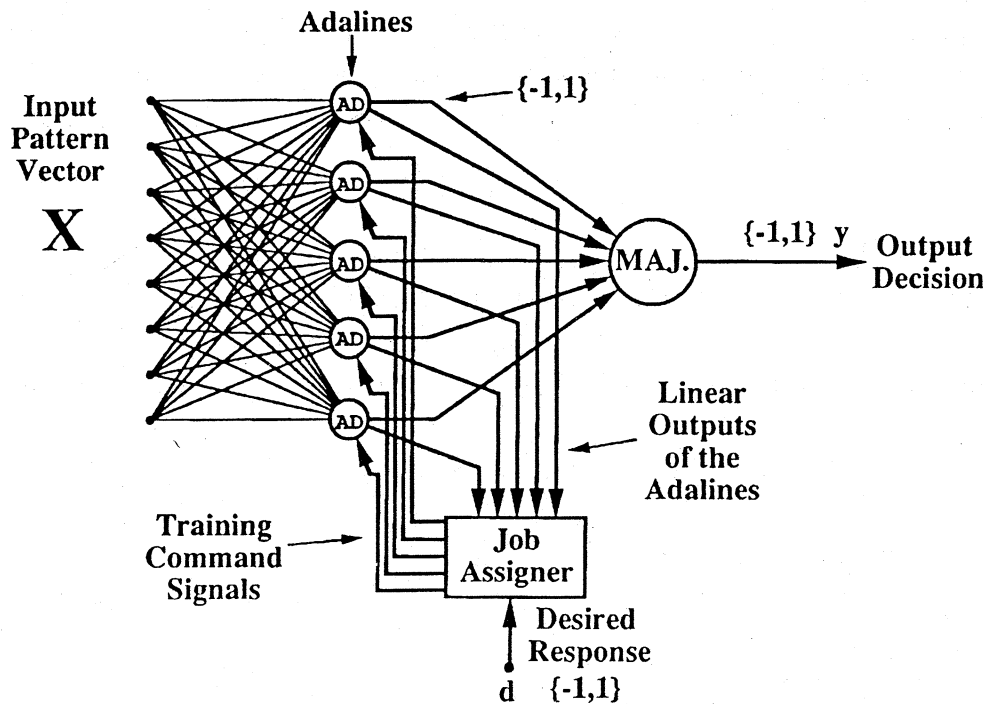 Adalines
Input
Pattern
Vector
X
AD
AD
AD
AD
AD
{-1,1}
MAJ.
{-1,1} y
Output
Decision
Linear
Outputs
of the
Adalines
Training
Command
Signals
Job
Assigner
Desired
Response
d {-1,1}